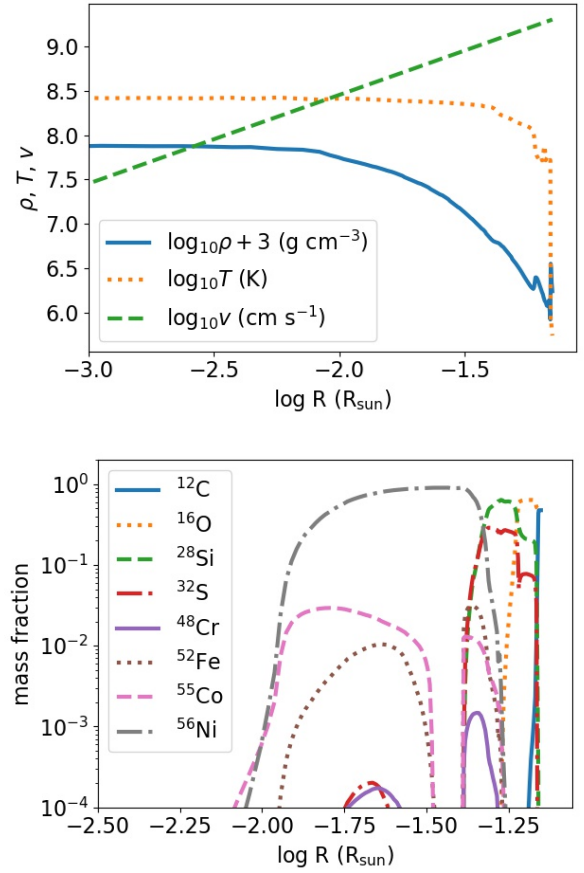 9.0
8.5
8.0
7.5
7.0
6.5
6.0
ρ, T, v
log₁₀ρ + 3 (g cm⁻³)
log₁₀T (K)
log₁₀v (cm s⁻¹)
−3.0 −2.5 −2.0 −1.5
log R (R_sun)
10⁰
10⁻¹
10⁻²
10⁻³
10⁻⁴
mass fraction
¹²C
¹⁶O
²⁸Si
³²S
⁴⁸Cr
⁵²Fe
⁵⁵Co
⁵⁶Ni
−2.50 −2.25 −2.00 −1.75 −1.50 −1.25
log R (R_sun)